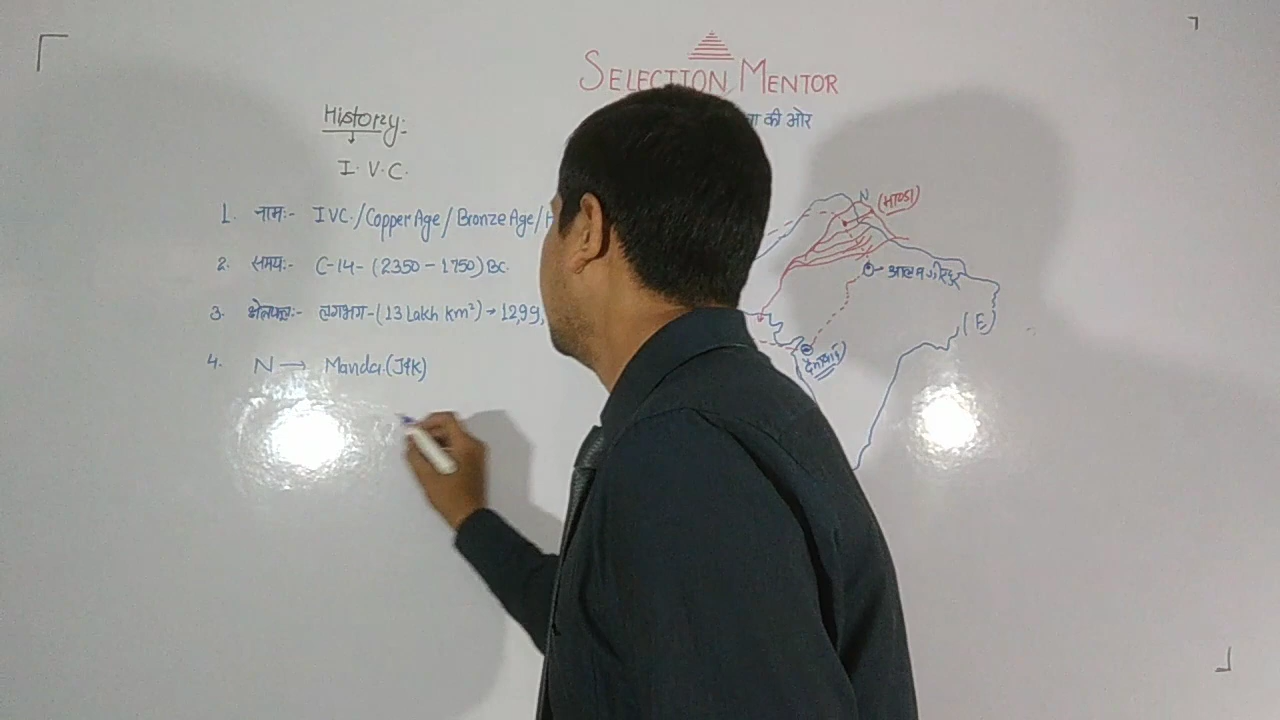 SELECTION MENTOR
की ओर
History:-
I.V.C.
1. नामः- IVC./Copper Age/Bronze Age/
2. समयः- C-14-(2350-1750) BC.
3. लगभग-(13 Lakh km²)→1299,
4. N → Manda.(J&K)
N
(माण्डा)
आलमगीरपुर
(E)